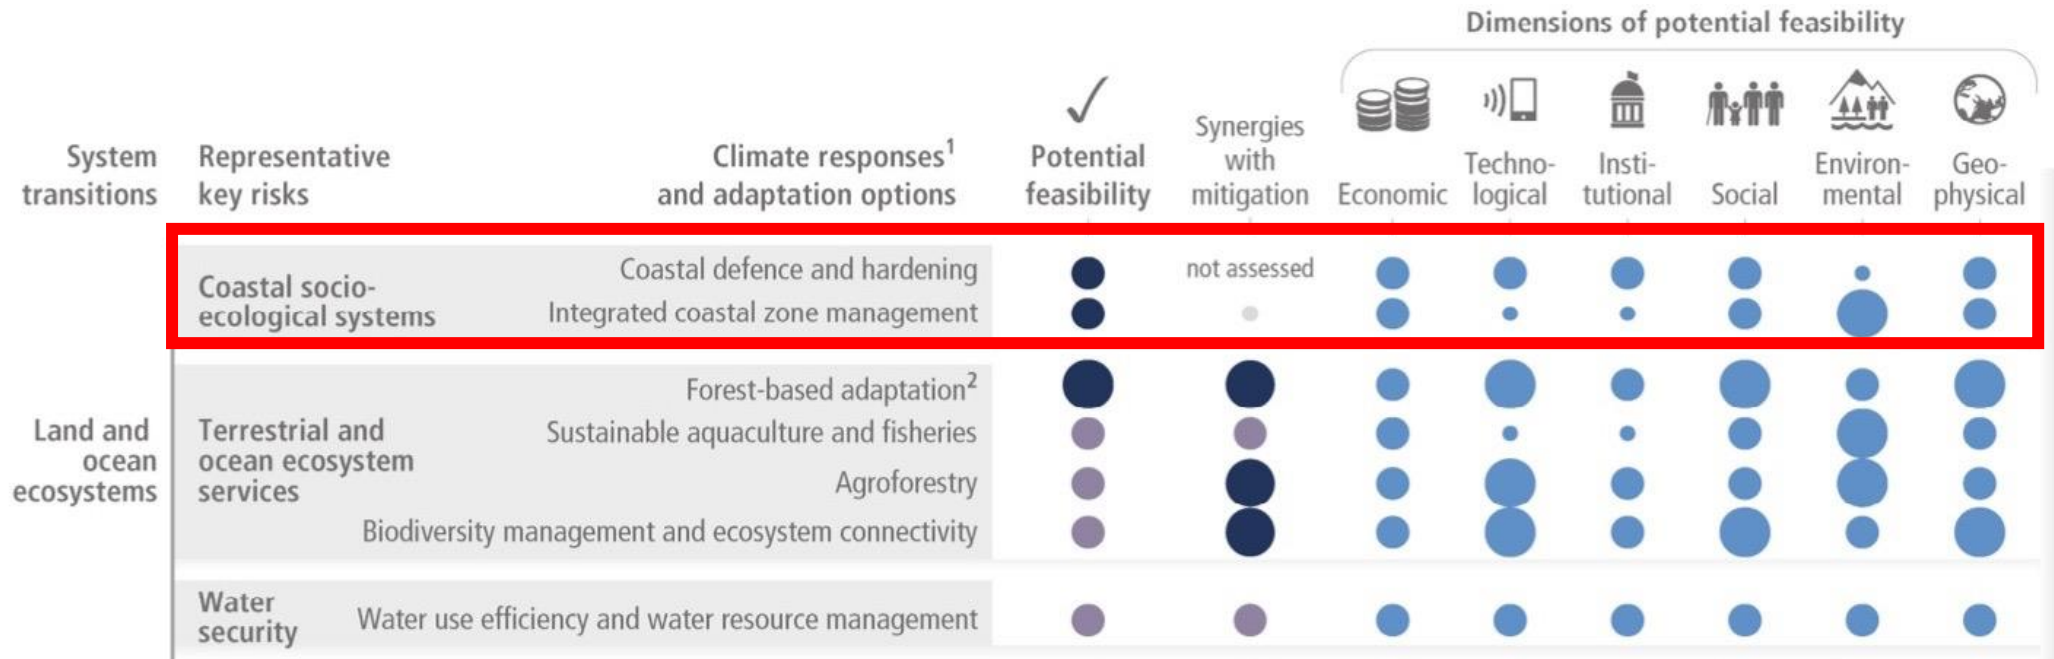 Dimensions of potential feasibility
System transitions
Representative key risks
Climate responses¹ and adaptation options
Potential feasibility
Synergies with mitigation
Economic
Techno-
logical
Insti-
tutional
Social
Environ-
mental
Geo-
physical
Coastal socio-
ecological systems
Coastal defence and hardening
not assessed
Integrated coastal zone management
Land and
ocean
ecosystems
Terrestrial and
ocean ecosystem
services
Forest-based adaptation²
Sustainable aquaculture and fisheries
Agroforestry
Biodiversity management and ecosystem connectivity
Water
security
Water use efficiency and water resource management